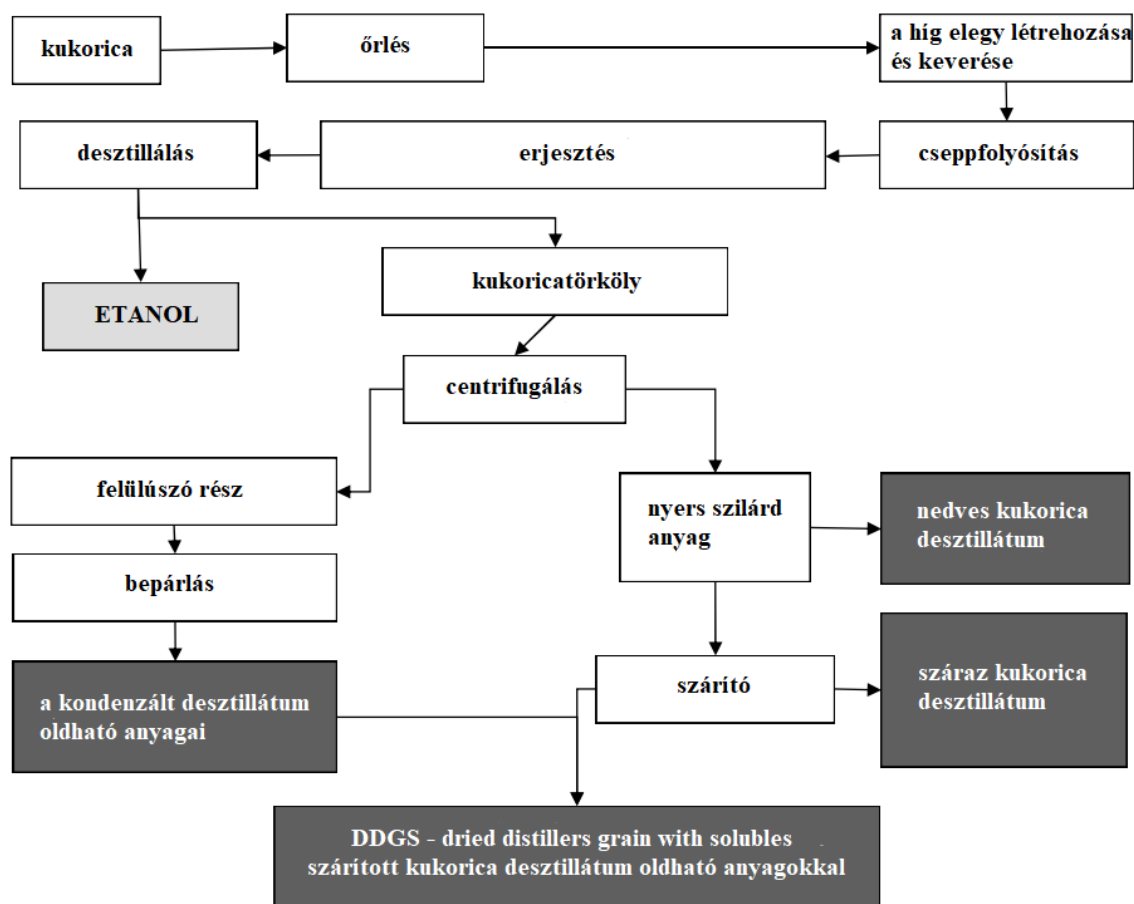 kukorica
őrlés
a híg elegy létrehozása
és keverése
desztillálás
erjesztés
cseppfolyósítás
kukoricatörköly
ETANOL
centrifugálás
felülúszó rész
nyers szilárd
anyag
nedves kukorica
desztillátum
bepárlás
a kondenzált desztillátum
oldható anyagai
szárító
száraz kukorica
desztillátum
DDGS - dried distillers grain with solubles
szárított kukorica desztillátum oldható anyagokkal